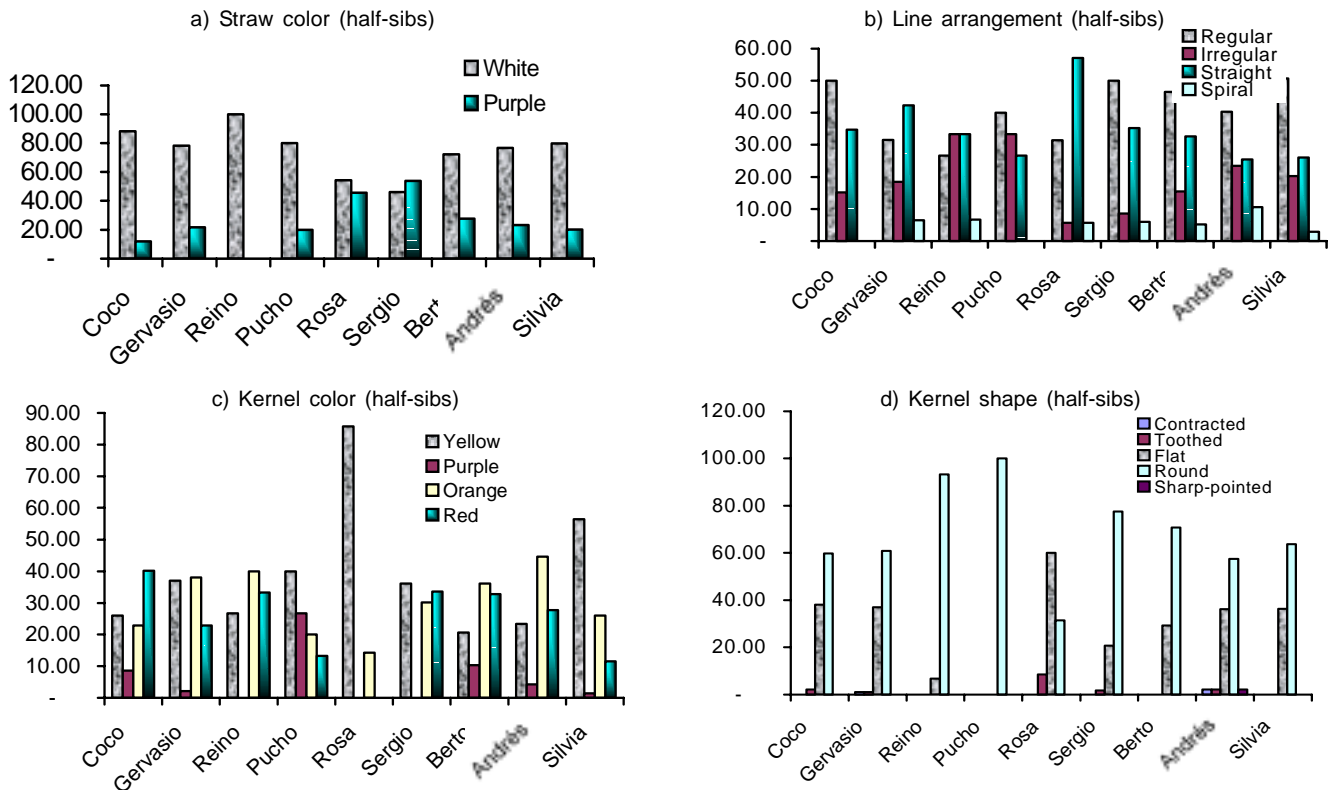 a) Straw color (half-sibs)
White
Purple
120.00
100.00
80.00
60.00
40.00
20.00
-
Coco
Gervasio
Reino
Pucho
Rosa
Sergio
Bert
Andrés
Silvia
b) Line arrangement (half-sibs)
Regular
Irregular
Straight
Spiral
60.00
50.00
40.00
30.00
20.00
10.00
-
Coco
Gervasio
Reino
Pucho
Rosa
Sergio
Berto
Andrés
Silvia
c) Kernel color (half-sibs)
Yellow
Purple
Orange
Red
90.00
80.00
70.00
60.00
50.00
40.00
30.00
20.00
10.00
-
Coco
Gervasio
Reino
Pucho
Rosa
Sergio
Berto
Andrés
Silvia
d) Kernel shape (half-sibs)
Contracted
Toothed
Flat
Round
Sharp-pointed
120.00
100.00
80.00
60.00
40.00
20.00
-
Coco
Gervasio
Reino
Pucho
Rosa
Sergio
Berto
Andrés
Silvia